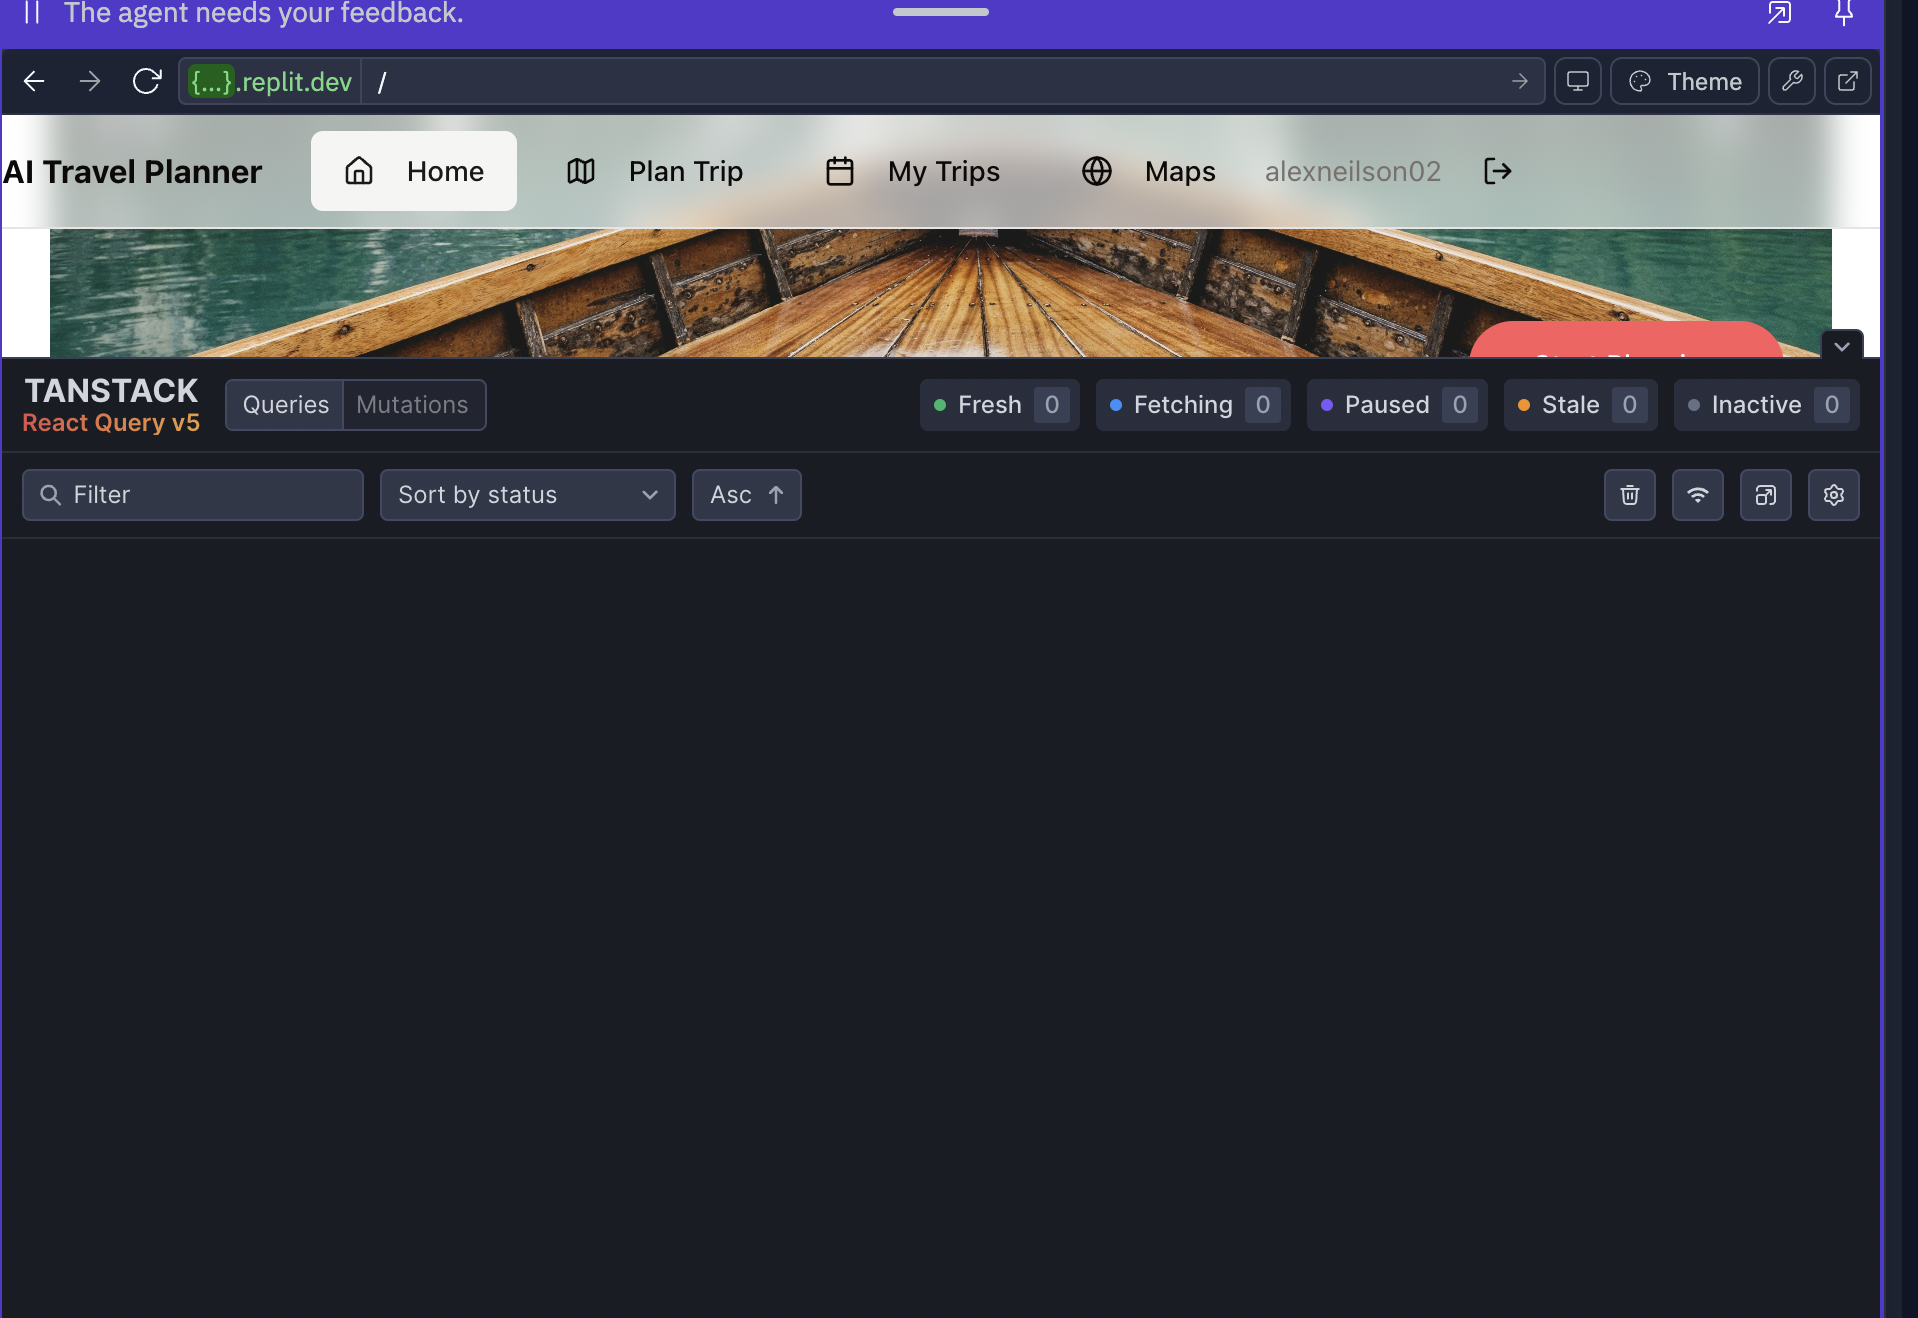 The agent needs your feedback.
{...}.replit.dev /
Theme
AI Travel Planner
Home
Plan Trip
My Trips
Maps
alexneilson02
TANSTACK
React Query v5
Queries
Mutations
Fresh 0
Fetching 0
Paused 0
Stale 0
Inactive 0
Filter
Sort by status
Asc